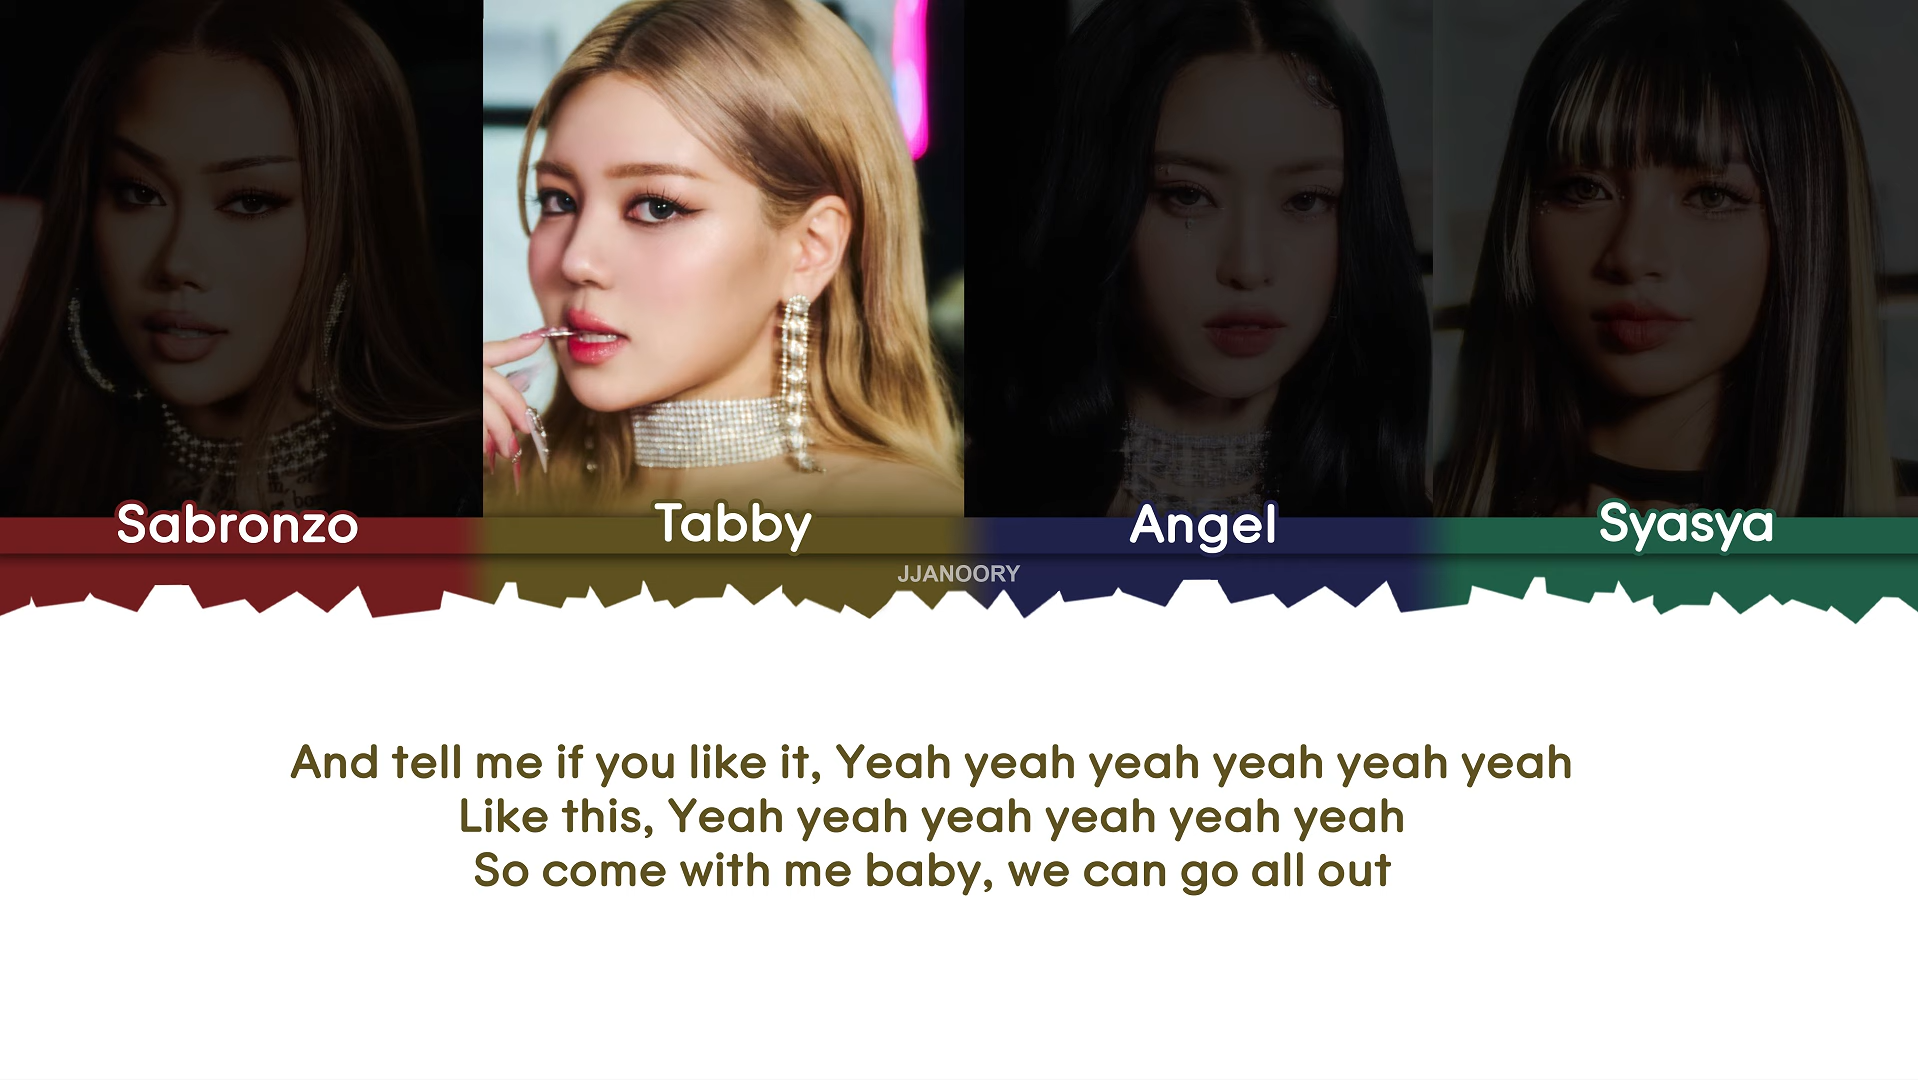 Sabronzo Tabby Angel Syasya
JJANOORY
And tell me if you like it, Yeah yeah yeah yeah yeah yeah
Like this, Yeah yeah yeah yeah yeah yeah
So come with me baby, we can go all out